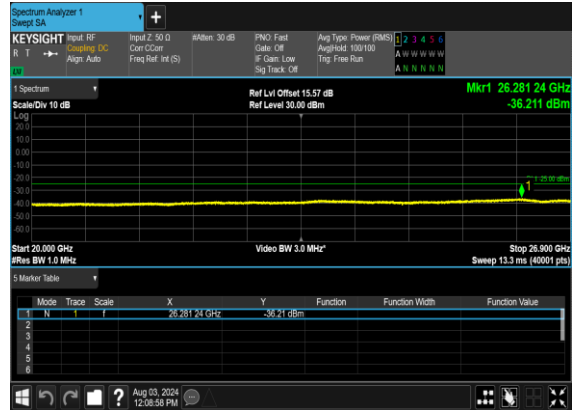 Spectrum Analyzer 1
Swept SA
+
KEYSIGHT Input: RF Input Z: 50 Ω #Atten: 30 dB PNO: Fast Avg Type: Power (RMS) 1 2 3 4 5 6
R T Coupling: DC Corr CCorr Gate: Off Avg|Hold: 100/100 A W W W W W
Align: Auto Freq Ref: Int (S) IF Gain: Low Trig: Free Run
Sig Track: Off A N N N N N
1 Spectrum Ref Lvl Offset 15.57 dB Mkr1 26.281 24 GHz
Scale/Div 10 dB Ref Level 30.00 dBm -36.211 dBm
Log
20.0
10.0
0.00
-10.0
-20.0
-25.00 dBm
1
-30.0
-40.0
-50.0
-60.0
Start 20.000 GHz Video BW 3.0 MHz* Stop 26.900 GHz
#Res BW 1.0 MHz Sweep 13.3 ms (40001 pts)
5 Marker Table
Mode Trace Scale X Y Function Function Width Function Value
1 N 1 f 26.281 24 GHz -36.21 dBm
2
3
4
5
6
? Aug 03, 2024
12:08:58 PM